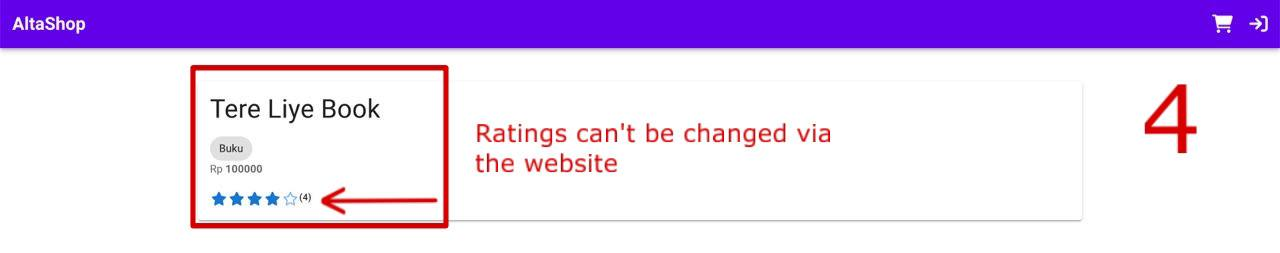 AltaShop
Tere Liye Book
Buku
Rp 100000
(4)
Ratings can't be changed via
the website
4